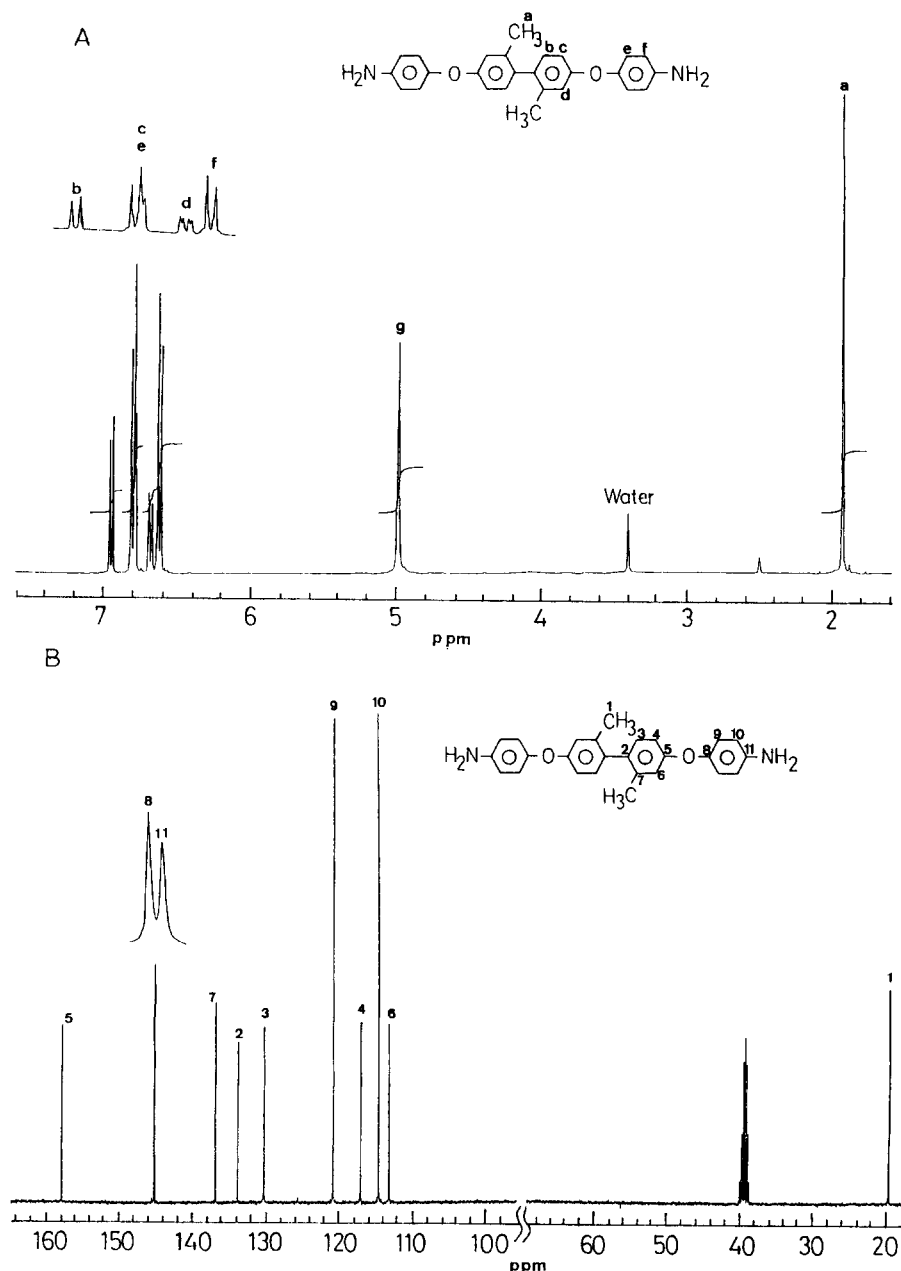 A
a
CH3
b c
e f
H2N O O NH2
d
H3C
a
c
e
f
b
d
g
Water
7 6 5 4 3 2
ppm
B
10
9
1
CH3
3 4
9 10
H2N O 2 5 O 8 11 NH2
7 6
H3C
8
11
1
7
5
3
4
6
2
160 150 140 130 120 110 100 60 50 40 30 20
ppm